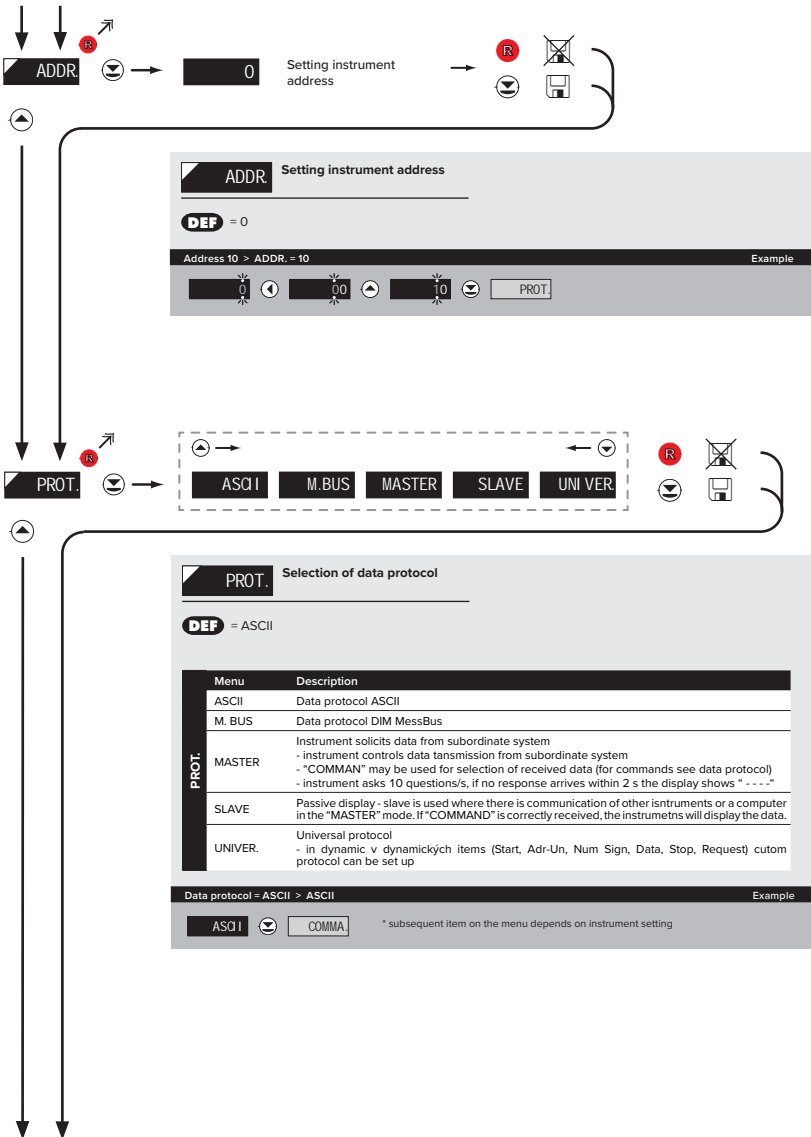 R
ADDR.
0
Setting instrument
address
R
ADDR.
Setting instrument address
DEF = 0
Address 10 > ADDR. = 10 Example
0 00 10 PROT.
R
PROT.
ASCII M.BUS MASTER SLAVE UNIVER.
R
PROT.
Selection of data protocol
DEF = ASCII
PROT.
Menu Description
ASCII Data protocol ASCII
M. BUS Data protocol DIM MessBus
MASTER
Instrument solicits data from subordinate system
- instrument controls data tansmission from subordinate system
- “COMMAN” may be used for selection of received data (for commands see data protocol)
- instrument asks 10 questions/s, if no response arrives within 2 s the display shows “ - - - -“
SLAVE
Passive display - slave is used where there is communication of other isntruments or a computer
in the “MASTER” mode. If “COMMAND” is correctly received, the instrumetns will display the data.
UNIVER.
Universal protocol
- in dynamic v dynamických items (Start, Adr-Un, Num Sign, Data, Stop, Request) cutom
protocol can be set up
Data protocol = ASCII > ASCII Example
ASCII COMMA. * subsequent item on the menu depends on instrument setting